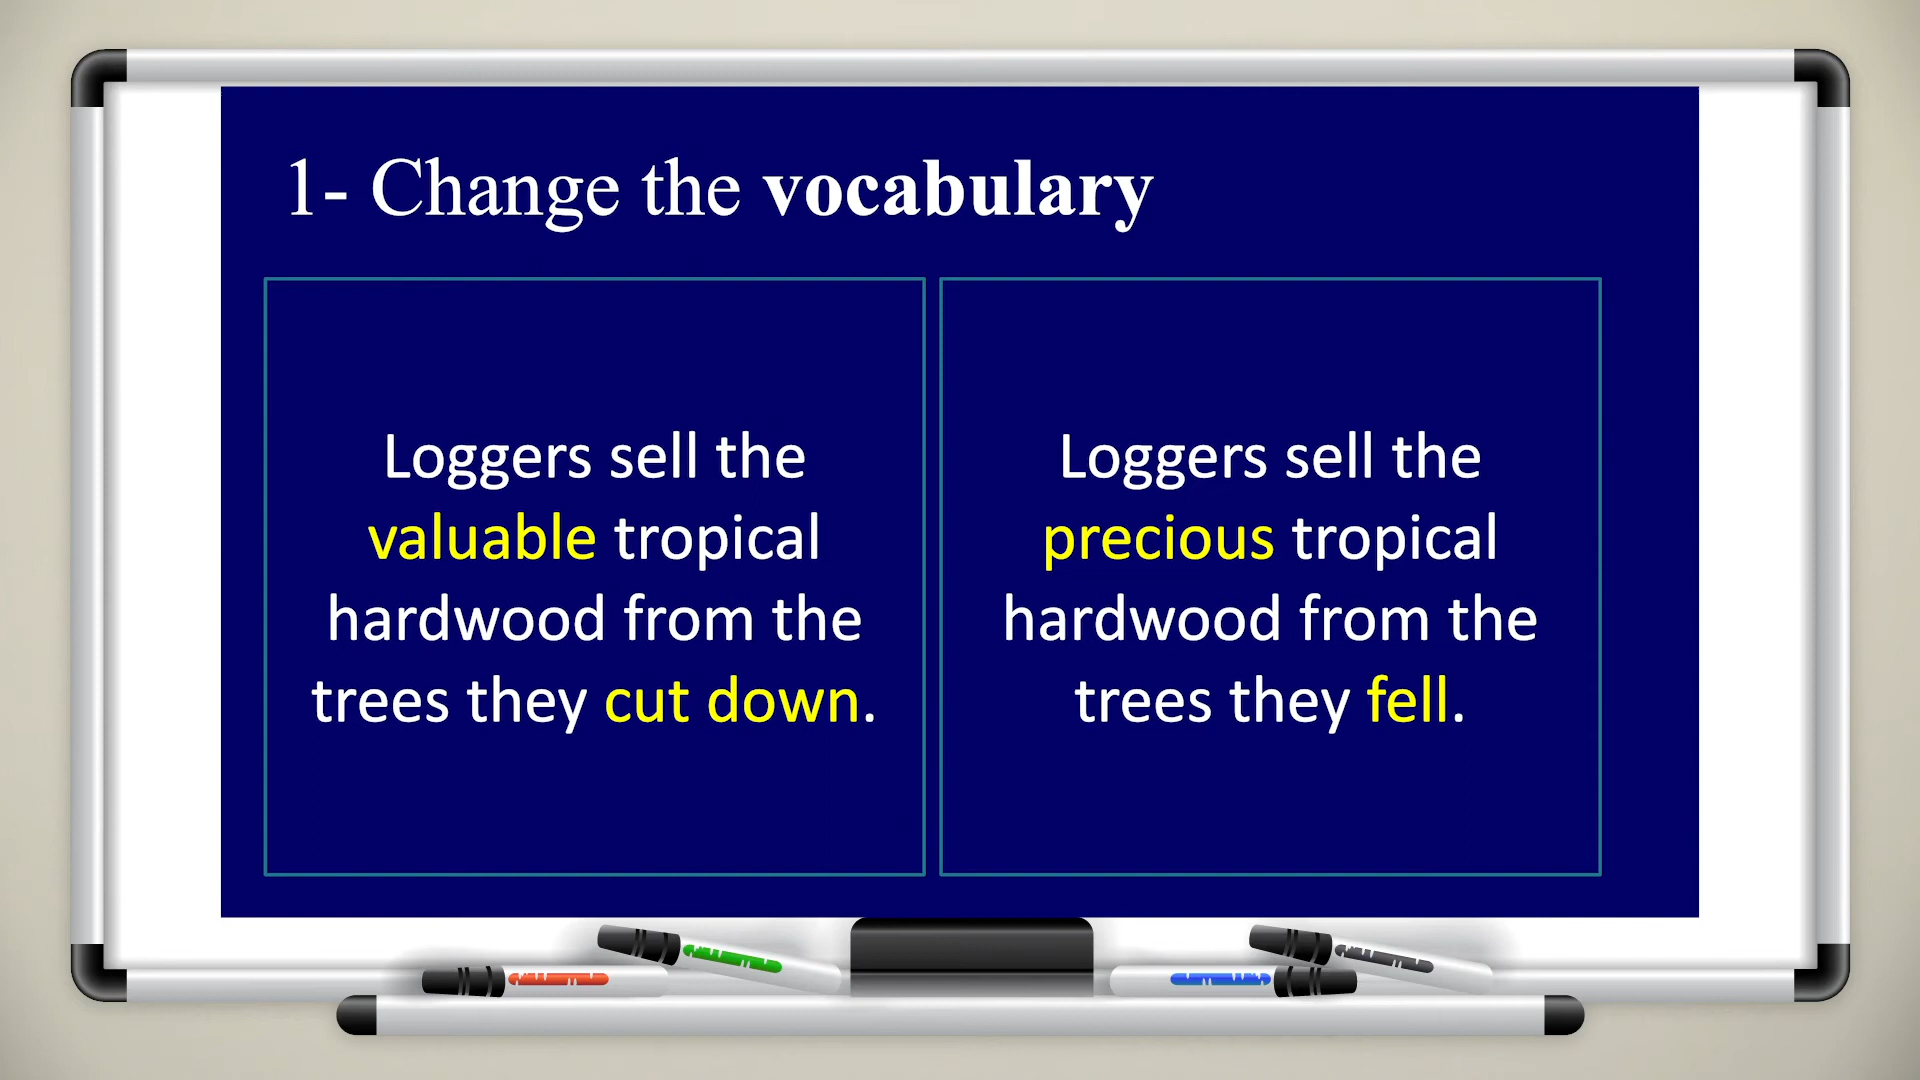 1- Change the vocabulary
Loggers sell the
valuable tropical
hardwood from the
trees they cut down.
Loggers sell the
precious tropical
hardwood from the
trees they fell.